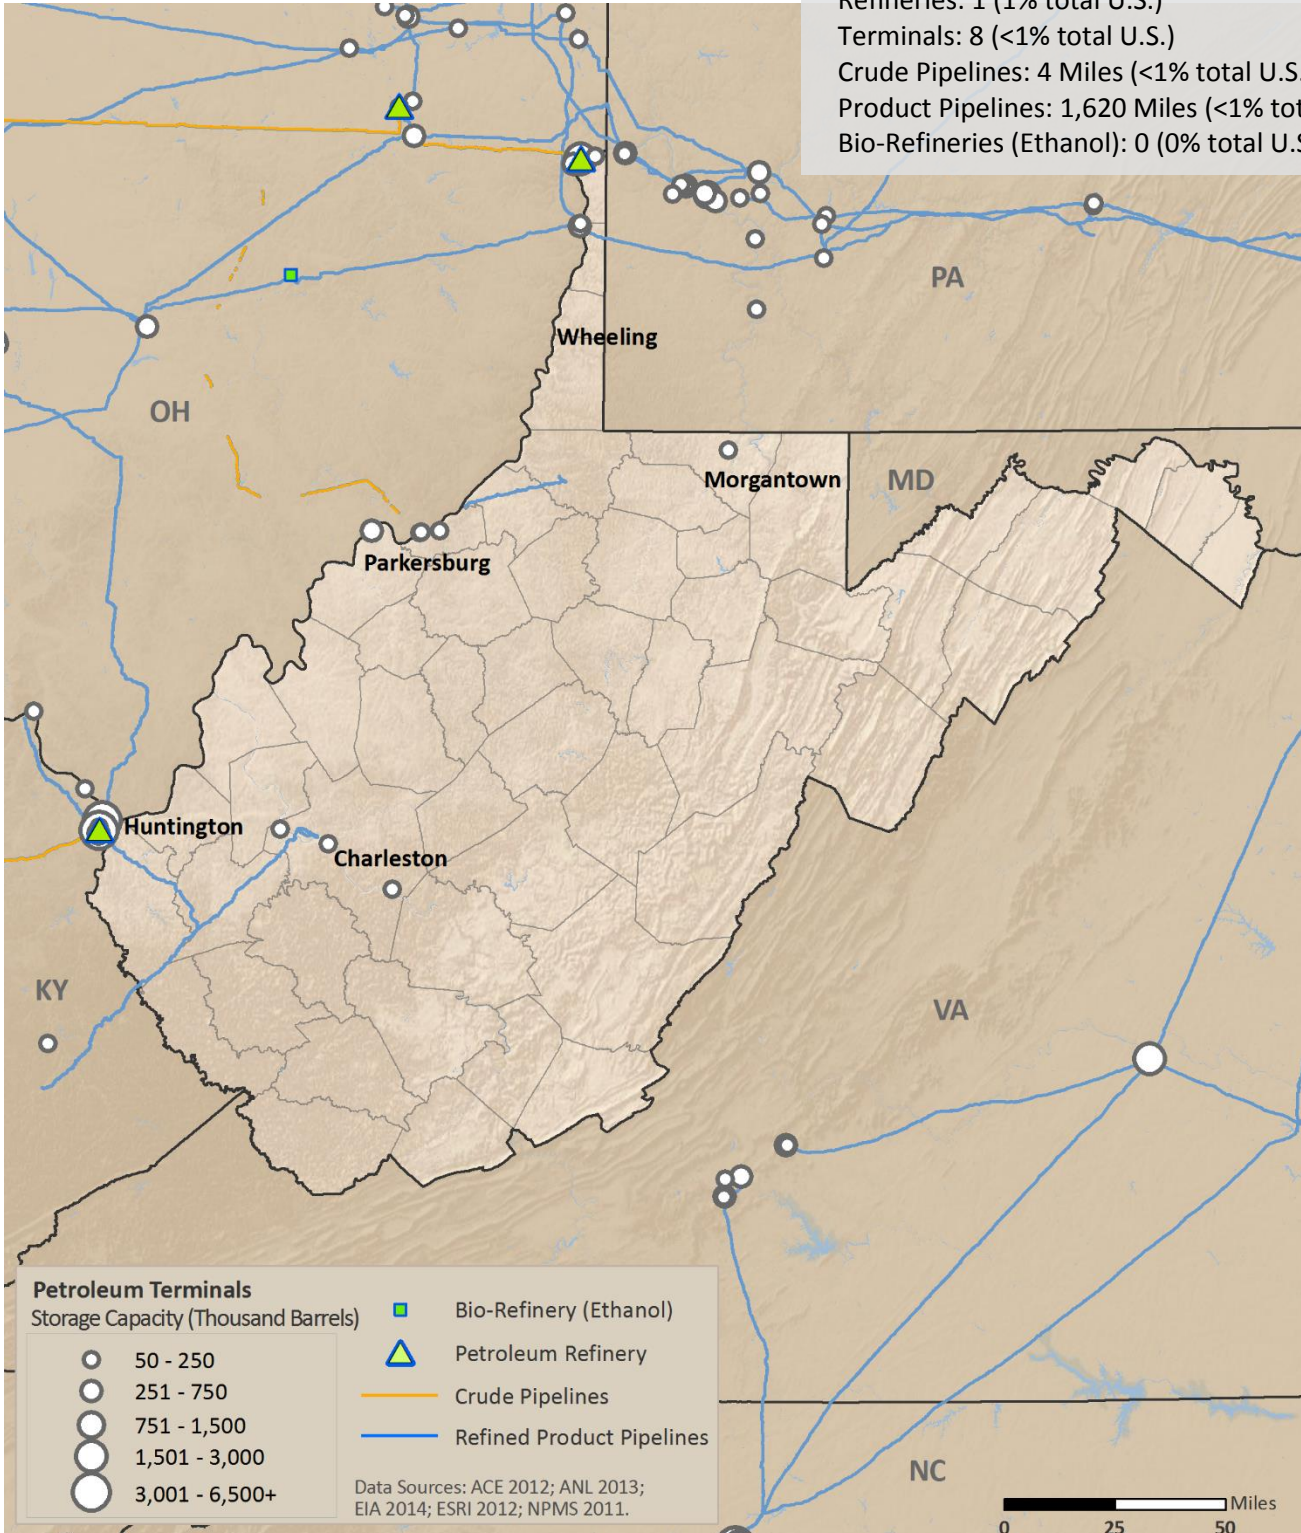 Refineries: 1 (1% total U.S.)
Terminals: 8 (<1% total U.S.)
Crude Pipelines: 4 Miles (<1% total U.S.
Product Pipelines: 1,620 Miles (<1% tot
Bio-Refineries (Ethanol): 0 (0% total U.S
PA
Wheeling
OH
Morgantown
MD
Parkersburg
Huntington
Charleston
KY
VA
NC
Petroleum Terminals
Storage Capacity (Thousand Barrels)
50 - 250
251 - 750
751 - 1,500
1,501 - 3,000
3,001 - 6,500+
Bio-Refinery (Ethanol)
Petroleum Refinery
Crude Pipelines
Refined Product Pipelines
Data Sources: ACE 2012; ANL 2013;
EIA 2014; ESRI 2012; NPMS 2011.
Miles
0 25 50